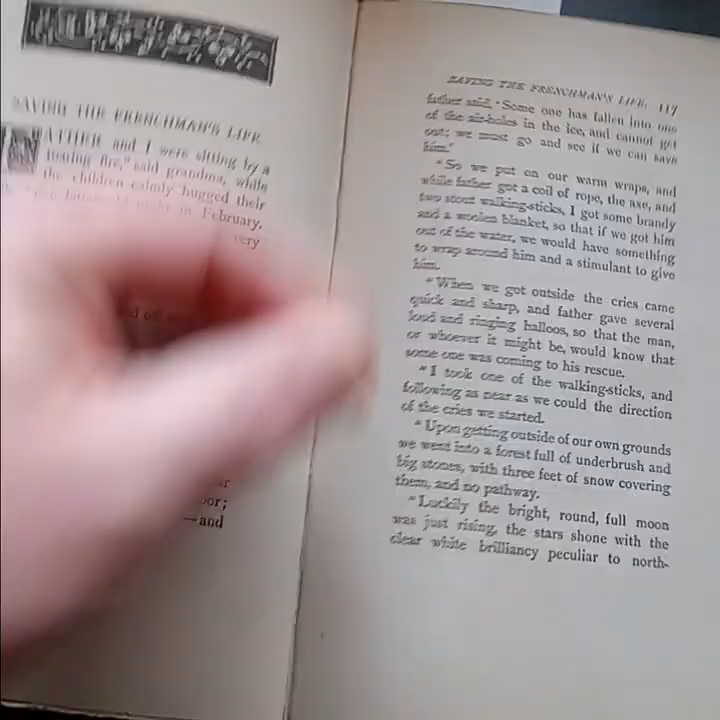 SAVING THE FRENCHMAN'S LIFE.
FATHER and I were sitting by a
roaring fire," said grandma, while
the children calmly hugged their
in February,
very
—and
SAVING THE FRENCHMAN'S LIFE. 117
father said, 'Some one has fallen into one
of the air-holes in the ice, and cannot get
out; we must go and see if we can save
him.'
"So we put on our warm wraps, and
while father got a coil of rope, the axe, and
two stout walking-sticks, I got some brandy
and a woolen blanket, so that if we got him
out of the water, we would have something
to wrap around him and a stimulant to give
him.
"When we got outside the cries came
quick and sharp, and father gave several
loud and ringing halloos, so that the man,
or whoever it might be, would know that
some one was coming to his rescue.
"I took one of the walking-sticks, and
following as near as we could the direction
of the cries we started.
"Upon getting outside of our own grounds
we went into a forest full of underbrush and
big stones, with three feet of snow covering
them, and no pathway.
"Luckily the bright, round, full moon
was just rising, the stars shone with the
clear white brilliancy peculiar to north-